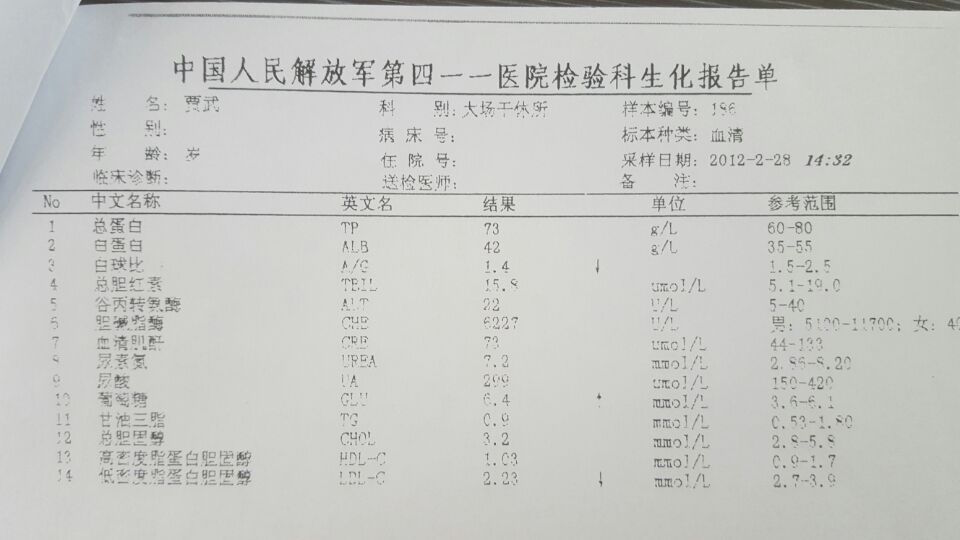 中国人民解放军第四一一医院检验科生化报告单
姓 名: 贾武 科 别: 大场干休所 样本编号: 186
性 别: 病 床 号: 标本种类: 血清
年 龄: 岁 住 院 号: 采样日期: 2012-2-28 14:32
临床诊断: 送检医师: 备 注:
No 中文名称 英文名 结果 单位 参考范围
1 总蛋白 TP 73 g/L 60-80
2 白蛋白 ALB 42 g/L 35-55
3 白球比 A/G 1.4 ↓ 1.5-2.5
4 总胆红素 TBIL 15.8 umol/L 5.1-19.0
5 谷丙转氨酶 ALT 22 U/L 5-40
6 胆碱脂酶 CHE 6227 U/L 男: 5100-11700; 女: 40
7 血清肌酐 CRE 73 umol/L 44-133
8 尿素氮 UREA 7.2 mmol/L 2.86-8.20
9 尿酸 UA 299 umol/L 150-420
10 葡萄糖 GLU 6.4 ↑ mmol/L 3.6-6.1
11 甘油三脂 TG 0.9 mmol/L 0.53-1.80
12 总胆固醇 CHOL 3.2 mmol/L 2.8-5.8
13 高密度脂蛋白胆固醇 HDL-C 1.03 mmol/L 0.9-1.7
14 低密度脂蛋白胆固醇 LDL-C 2.23 ↓ mmol/L 2.7-3.9